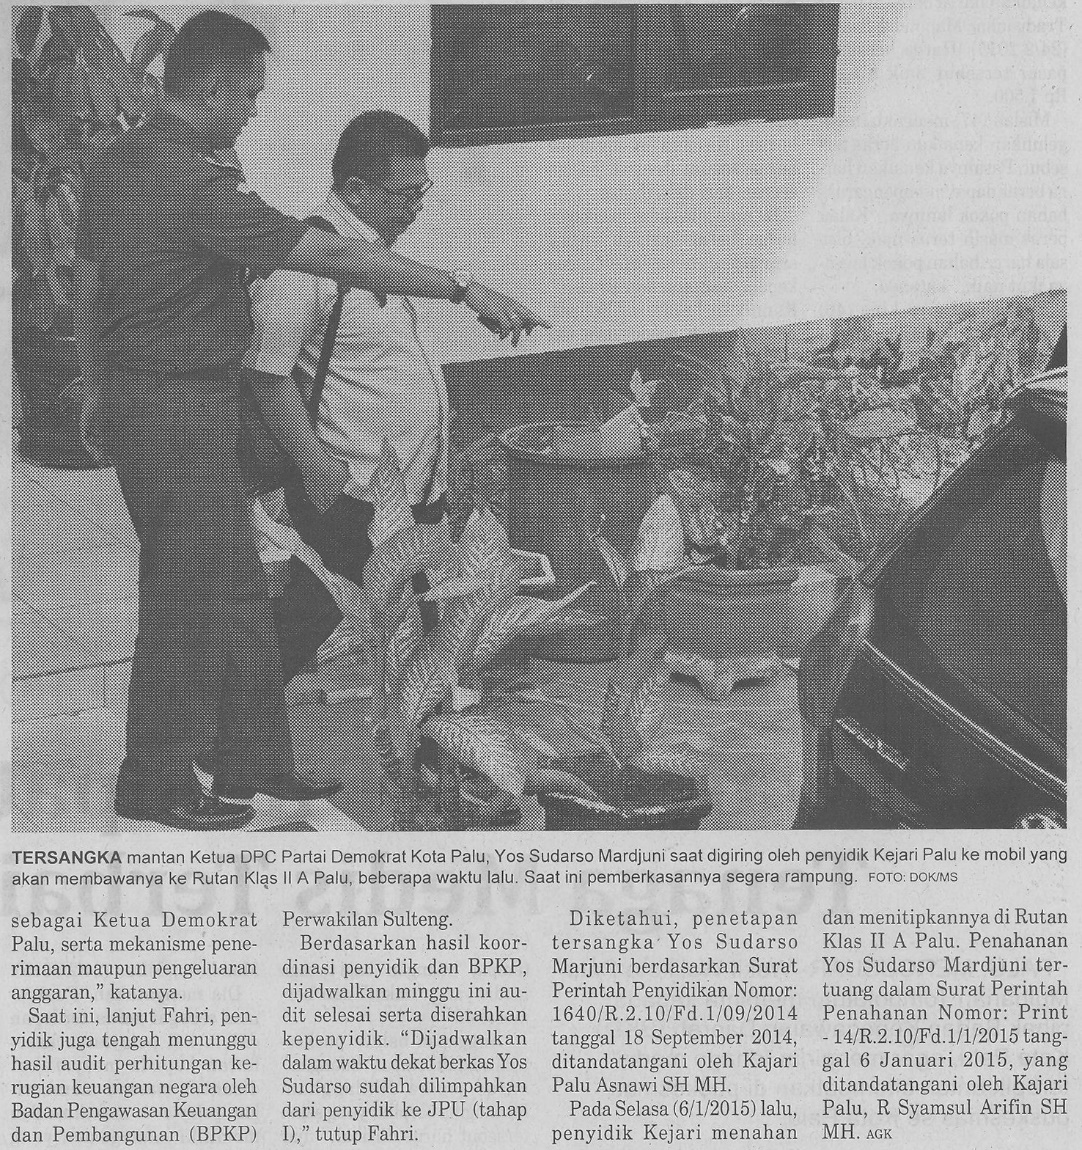 TERSANGKA mantan Ketua DPC Partai Demokrat Kota Palu, Yos Sudarso Mardjuni saat digiring oleh penyidik Kejari Palu ke mobil yang
akan membawanya ke Rutan Klas II A Palu, beberapa waktu lalu. Saat ini pemberkasannya segera rampung. FOTO: DOK/MS
sebagai Ketua Demokrat
Palu, serta mekanisme pene-
rimaan maupun pengeluaran
anggaran,” katanya.
Saat ini, lanjut Fahri, pen-
yidik juga tengah menunggu
hasil audit perhitungan ke-
rugian keuangan negara oleh
Badan Pengawasan Keuangan
dan Pembangunan (BPKP)
Perwakilan Sulteng.
Berdasarkan hasil koor-
dinasi penyidik dan BPKP,
dijadwalkan minggu ini au-
dit selesai serta diserahkan
kepenyidik. “Dijadwalkan
dalam waktu dekat berkas Yos
Sudarso sudah dilimpahkan
dari penyidik ke JPU (tahap
I),” tutup Fahri.
Diketahui, penetapan
tersangka Yos Sudarso
Marjuni berdasarkan Surat
Perintah Penyidikan Nomor:
1640/R.2.10/Fd.1/09/2014
tanggal 18 September 2014,
ditandatangani oleh Kajari
Palu Asnawi SH MH.
Pada Selasa (6/1/2015) lalu,
penyidik Kejari menahan
dan menitipkannya di Rutan
Klas II A Palu. Penahanan
Yos Sudarso Mardjuni ter-
tuang dalam Surat Perintah
Penahanan Nomor: Print
- 14/R.2.10/Fd.1/1/2015 tang-
gal 6 Januari 2015, yang
ditandatangani oleh Kajari
Palu, R Syamsul Arifin SH
MH. AGK